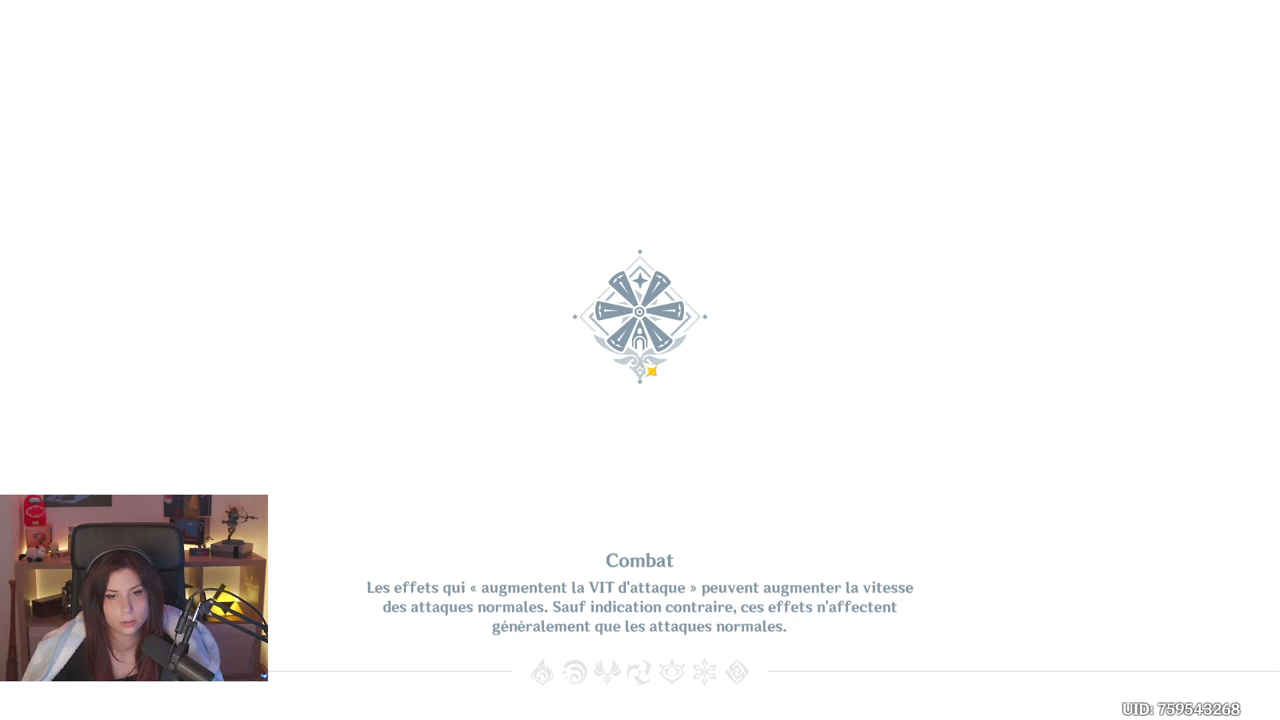 Combat
Les effets qui « augmentent la VIT d'attaque » peuvent augmenter la vitesse
des attaques normales. Sauf indication contraire, ces effets n'affectent
généralement que les attaques normales.
UID: 759543268